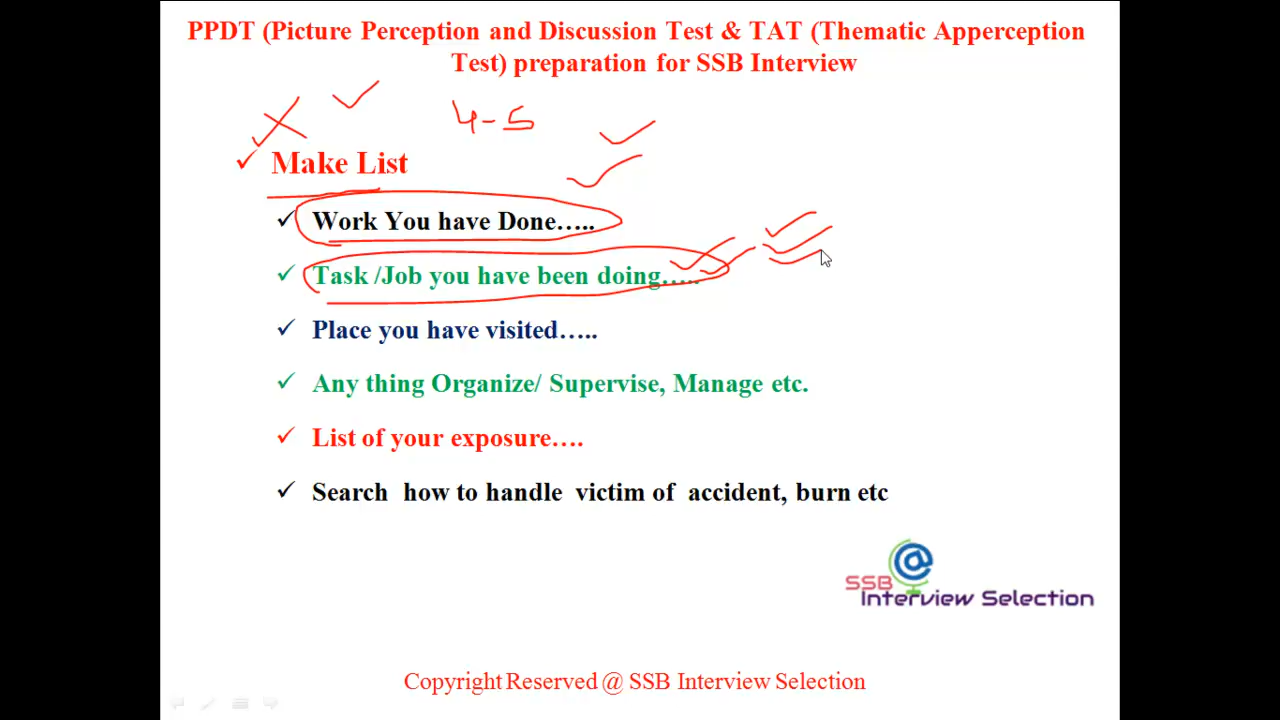 PPDT (Picture Perception and Discussion Test & TAT (Thematic Apperception
Test) preparation for SSB Interview
4-5
Make List
Work You have Done…..
Task /Job you have been doing…..
Place you have visited…..
Any thing Organize/ Supervise, Manage etc.
List of your exposure….
Search how to handle victim of accident, burn etc
SSB
Interview Selection
Copyright Reserved @ SSB Interview Selection